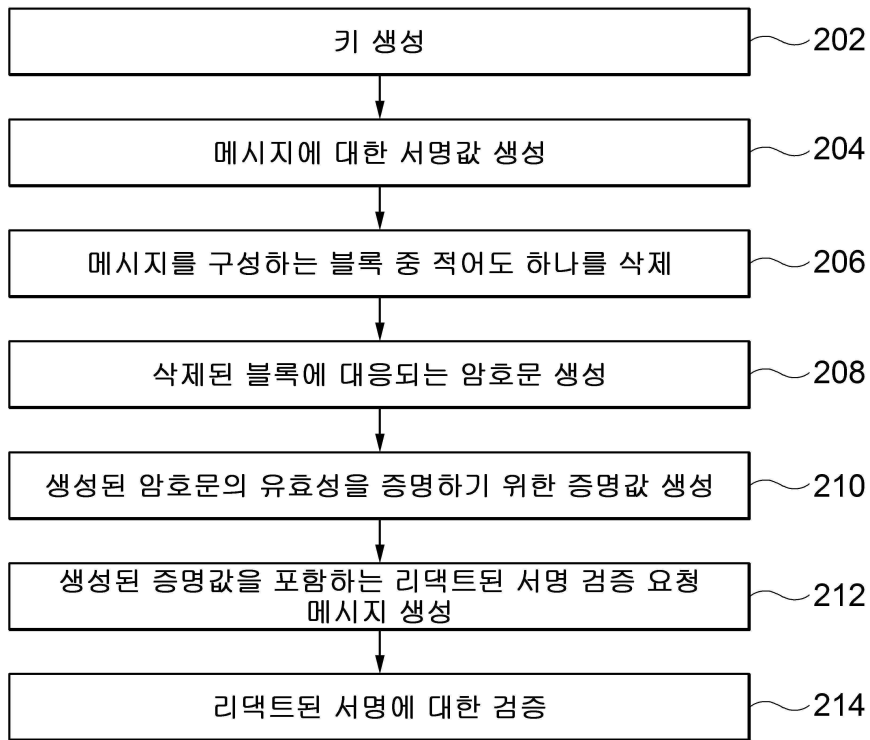 키 생성
202
메시지에 대한 서명값 생성
204
메시지를 구성하는 블록 중 적어도 하나를 삭제
206
삭제된 블록에 대응되는 암호문 생성
208
생성된 암호문의 유효성을 증명하기 위한 증명값 생성
210
생성된 증명값을 포함하는 리댁트된 서명 검증 요청
메시지 생성
212
리댁트된 서명에 대한 검증
214